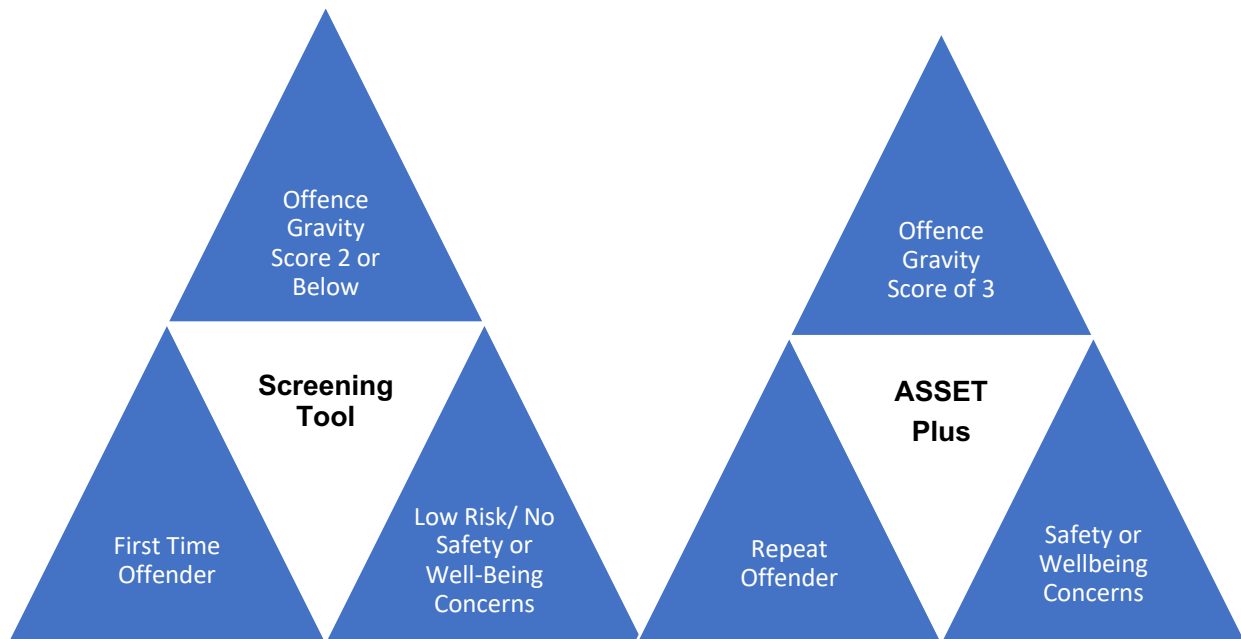 Offence
Gravity
Score 2 or
Below
Screening
Tool
First Time
Offender
Low Risk/ No
Safety or
Well-Being
Concerns
Offence
Gravity
Score of 3
ASSET
Plus
Repeat
Offender
Safety or
Wellbeing
Concerns